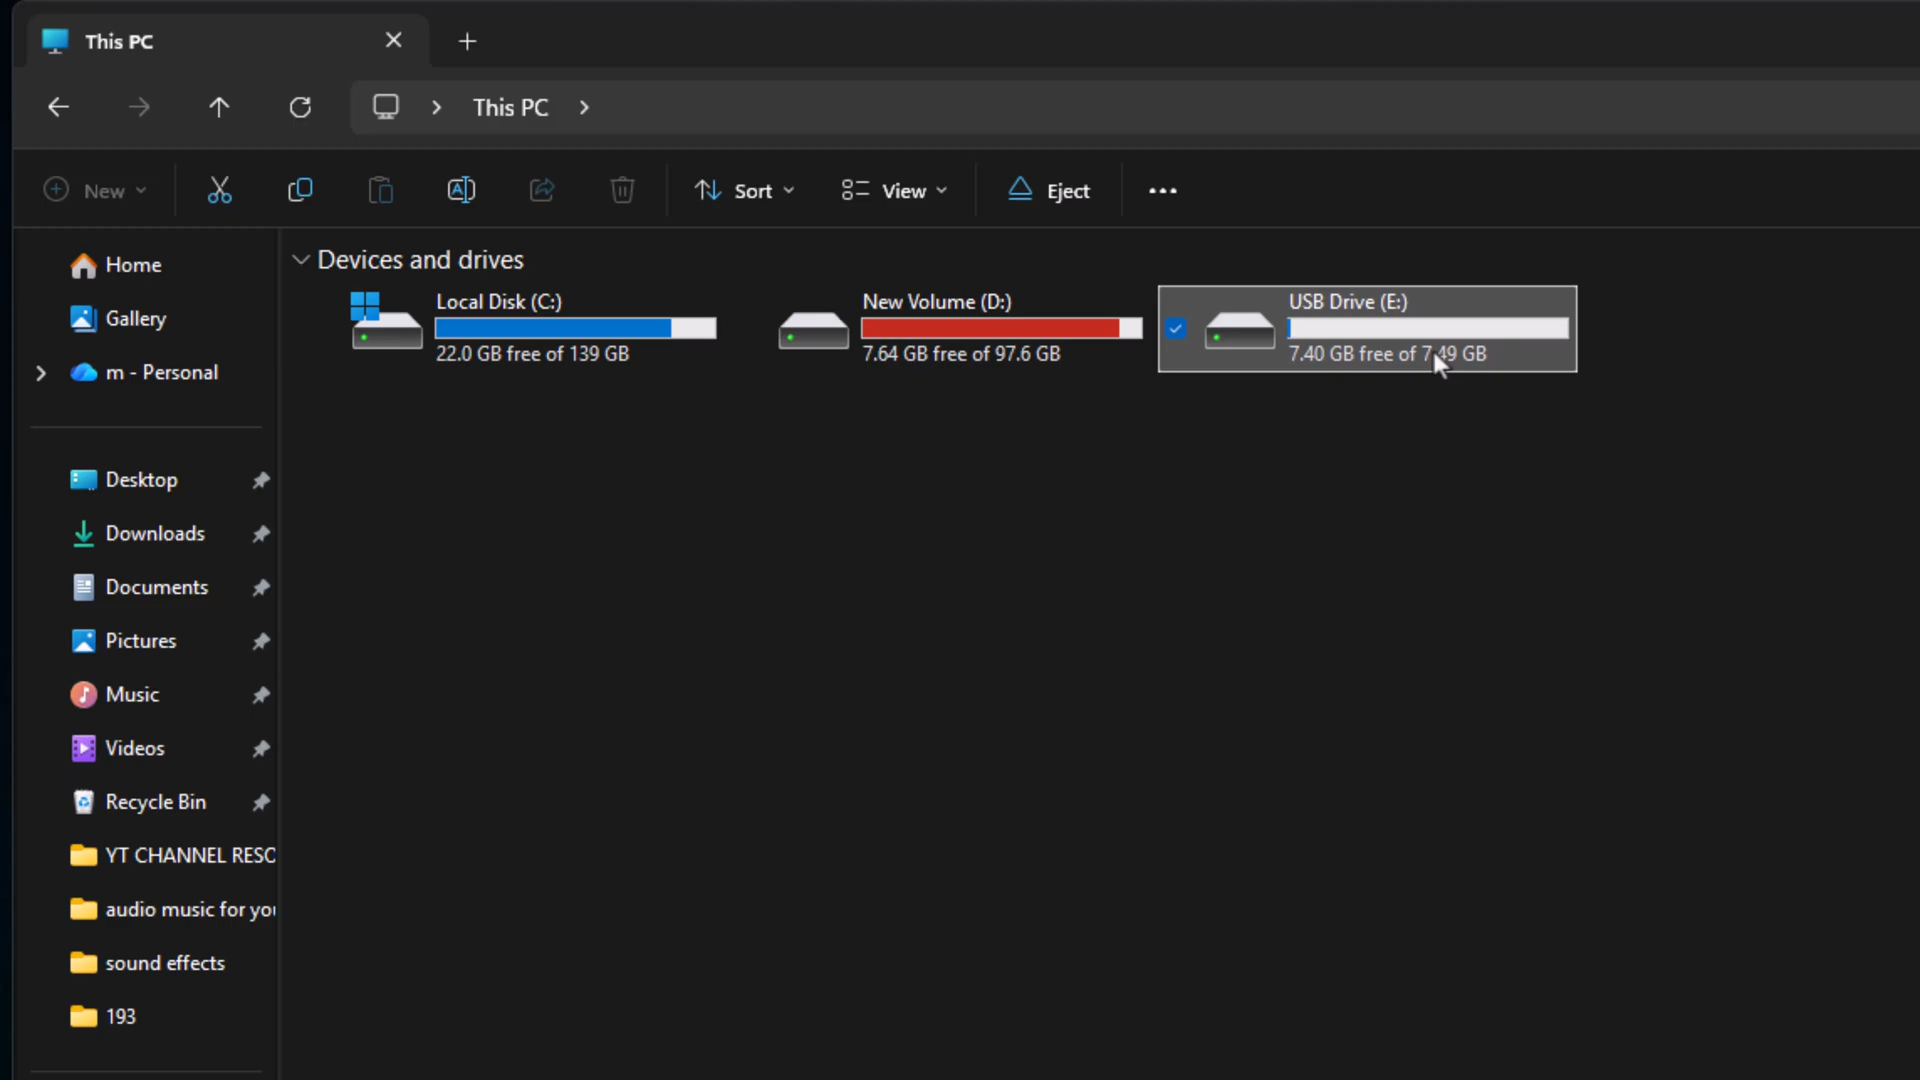 This PC
This PC
New
Sort
View
Eject
Home
Gallery
m - Personal
Desktop
Downloads
Documents
Pictures
Music
Videos
Recycle Bin
YT CHANNEL RESO
audio music for you
sound effects
193
Devices and drives
Local Disk (C:)
22.0 GB free of 139 GB
New Volume (D:)
7.64 GB free of 97.6 GB
USB Drive (E:)
7.40 GB free of 7.49 GB